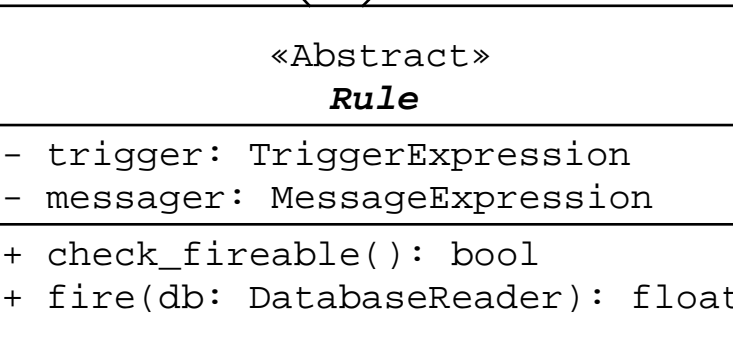 «Abstract»
Rule
- trigger: TriggerExpression
- messager: MessageExpression
+ check_fireable(): bool
+ fire(db: DatabaseReader): float